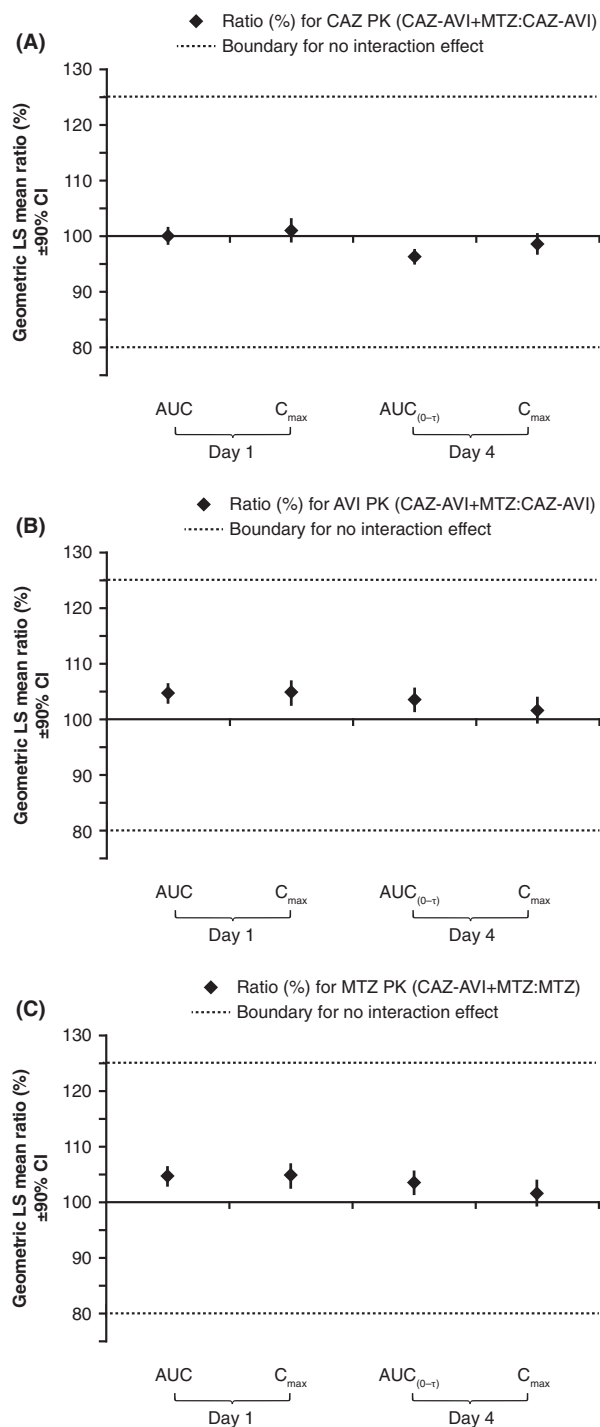 (A)
Ratio (%) for CAZ PK (CAZ-AVI+MTZ:CAZ-AVI)
Boundary for no interaction effect
Geometric LS mean ratio (%)
±90% CI
130
125
120
110
100
90
80
AUC
Cmax
AUC(0–τ)
Cmax
Day 1
Day 4
(B)
Ratio (%) for AVI PK (CAZ-AVI+MTZ:CAZ-AVI)
Boundary for no interaction effect
Geometric LS mean ratio (%)
±90% CI
130
125
120
110
100
90
80
AUC
Cmax
AUC(0–τ)
Cmax
Day 1
Day 4
(C)
Ratio (%) for MTZ PK (CAZ-AVI+MTZ:MTZ)
Boundary for no interaction effect
Geometric LS mean ratio (%)
±90% CI
130
125
120
110
100
90
80
AUC
Cmax
AUC(0–τ)
Cmax
Day 1
Day 4